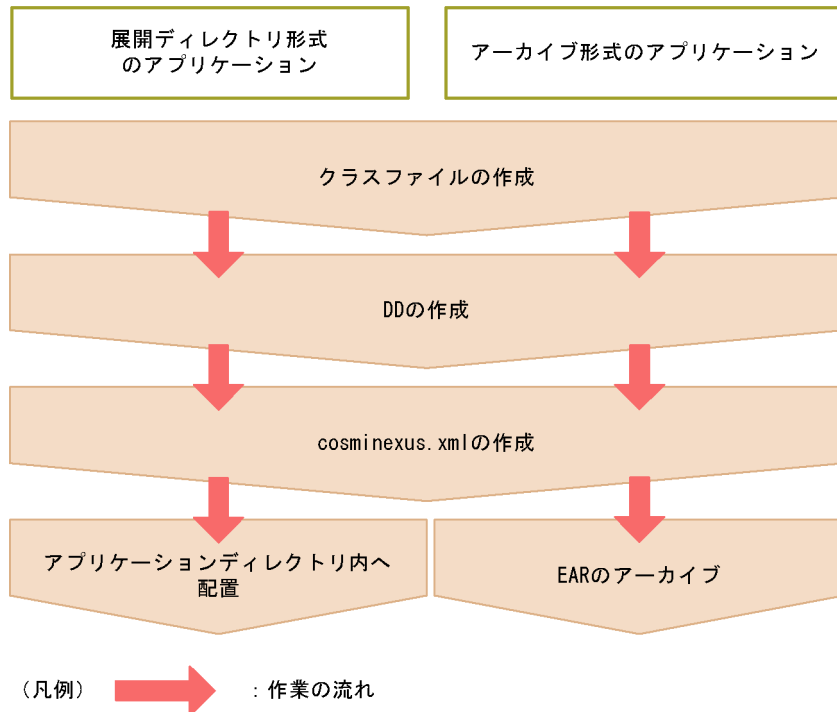 展開ディレクトリ形式
のアプリケーション
アーカイブ形式のアプリケーション
クラスファイルの作成
DDの作成
cosminexus.xmlの作成
アプリケーションディレクトリ内へ
配置
EARのアーカイブ
（凡例）
：作業の流れ